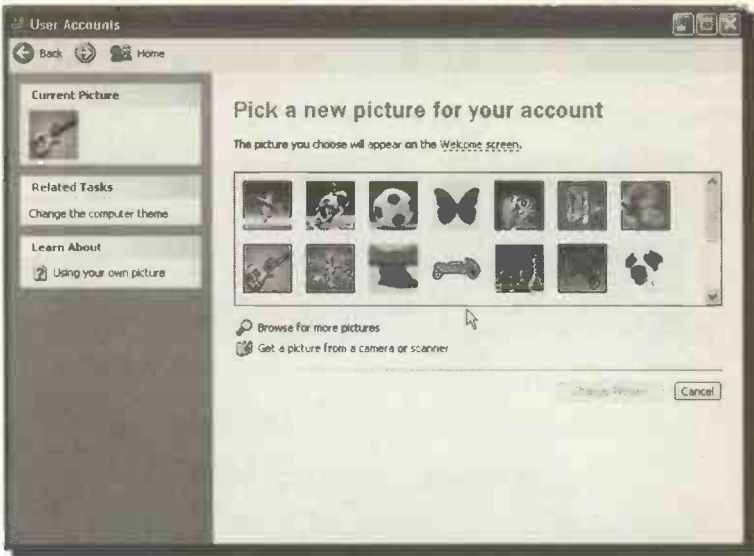 User Accounts
Back Home
Current Picture
Related Tasks
Change the computer theme
Learn About
Using your own picture
Pick a new picture for your account
The picture you choose will appear on the Welcome screen.
Browse for more pictures
Get a picture from a camera or scanner
Change Picture Cancel